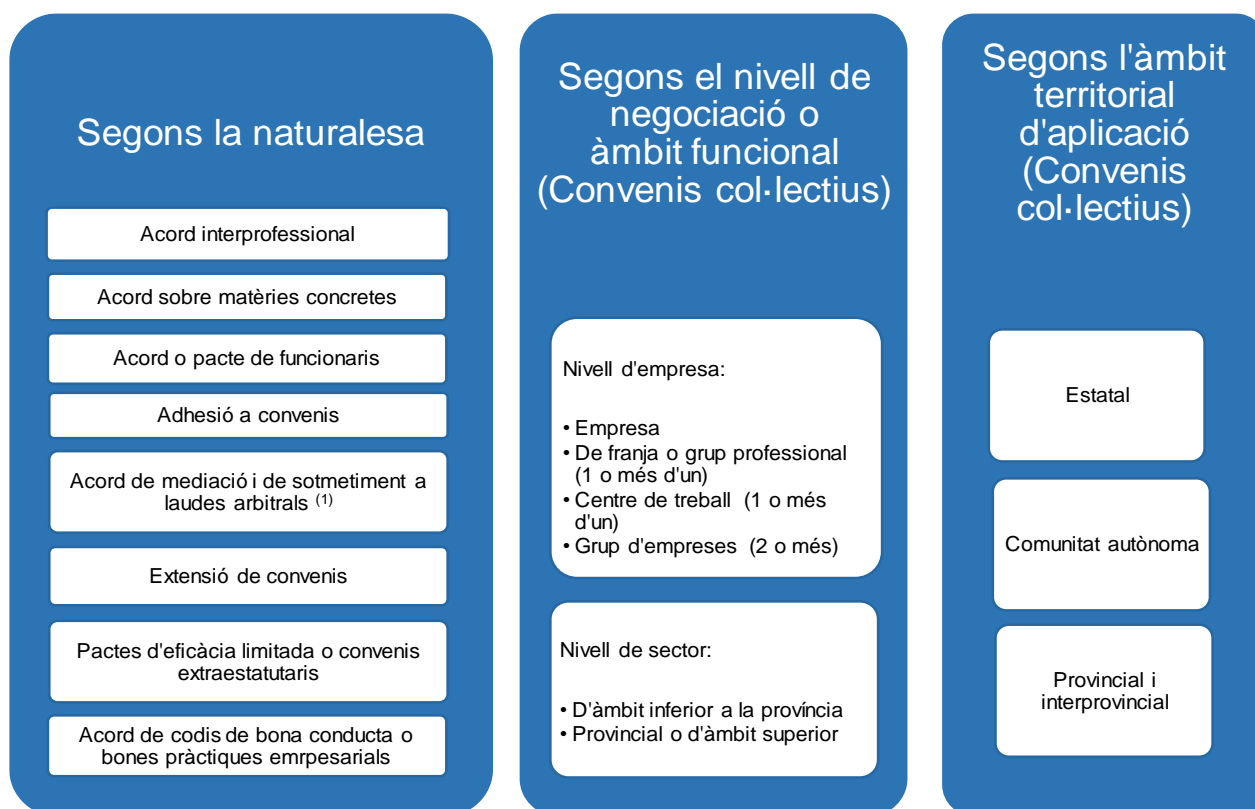 Segons la naturalesa
Acord interprofessional
Acord sobre matèries concretes
Acord o pacte de funcionaris
Adhesió a convenis
Acord de mediació i de sotmetiment a
laudes arbitrals (1)
Extensió de convenis
Pactes d'eficàcia limitada o convenis
extraestatutaris
Acord de codis de bona conducta o
bones pràctiques emrpesarials
Segons el nivell de
negociació o
àmbit funcional
(Convenis col·lectius)
Nivell d'empresa:
• Empresa
• De franja o grup professional
(1 o més d'un)
• Centre de treball (1 o més
d'un)
• Grup d'empreses (2 o més)
Nivell de sector:
• D'àmbit inferior a la província
• Provincial o d'àmbit superior
Segons l'àmbit
territorial
d'aplicació
(Convenis
col·lectius)
Estatal
Comunitat autònoma
Provincial i
interprovincial